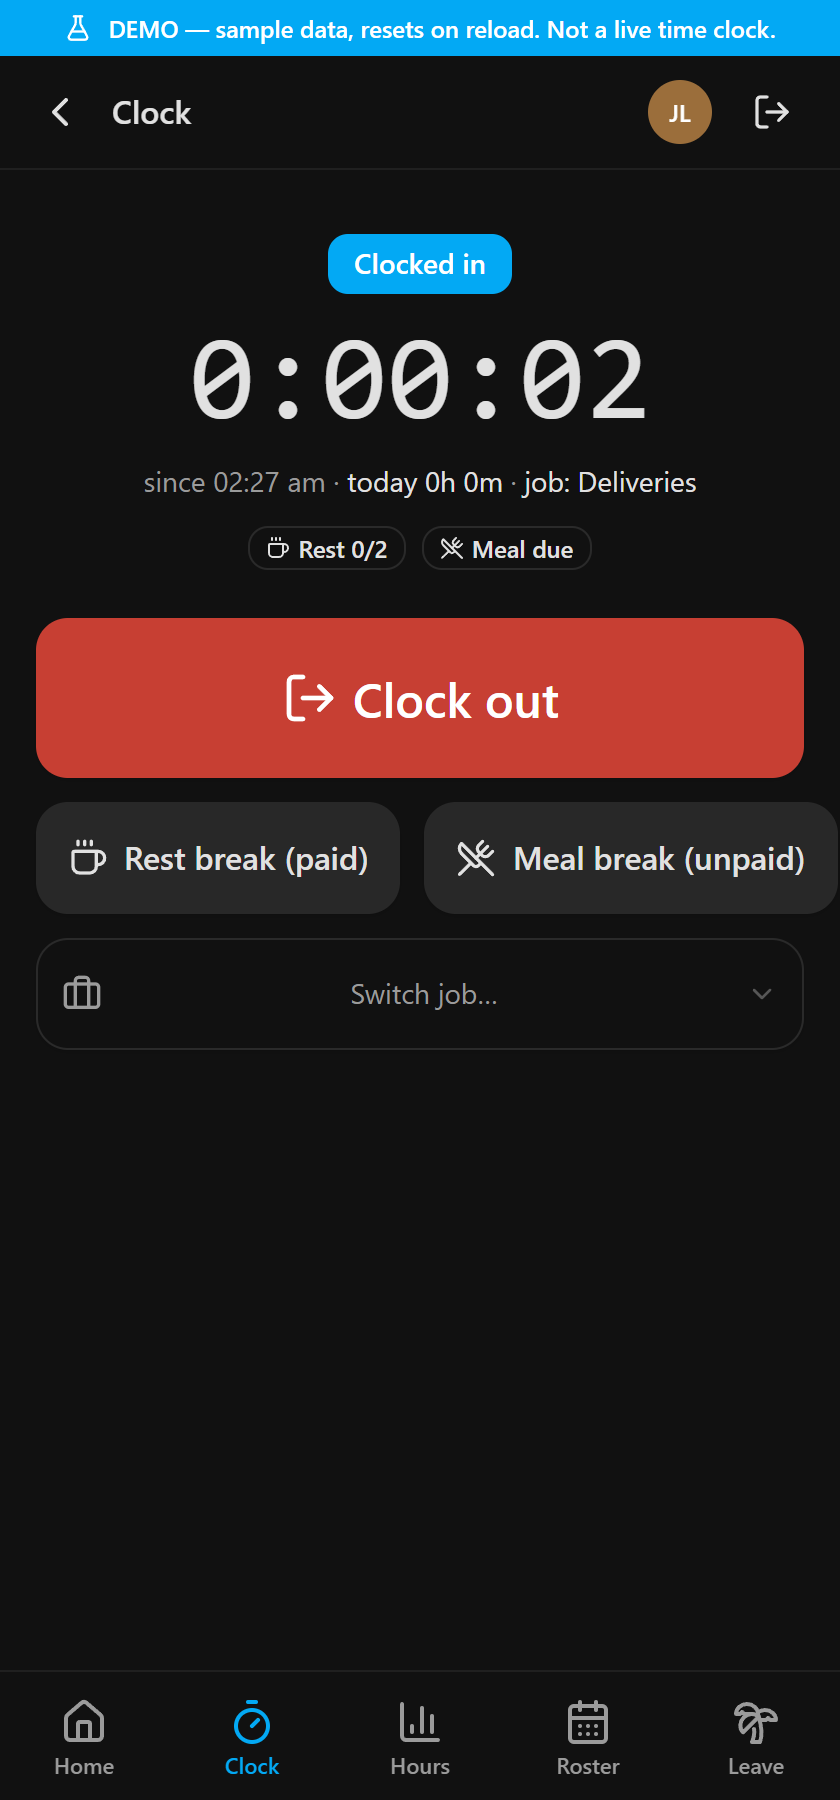 DEMO — sample data, resets on reload. Not a live time clock.
Clock
JL
Clocked in
0:00:02
since 02:27 am · today 0h 0m · job: Deliveries
Rest 0/2
Meal due
Clock out
Rest break (paid)
Meal break (unpaid)
Switch job...
Home
Clock
Hours
Roster
Leave